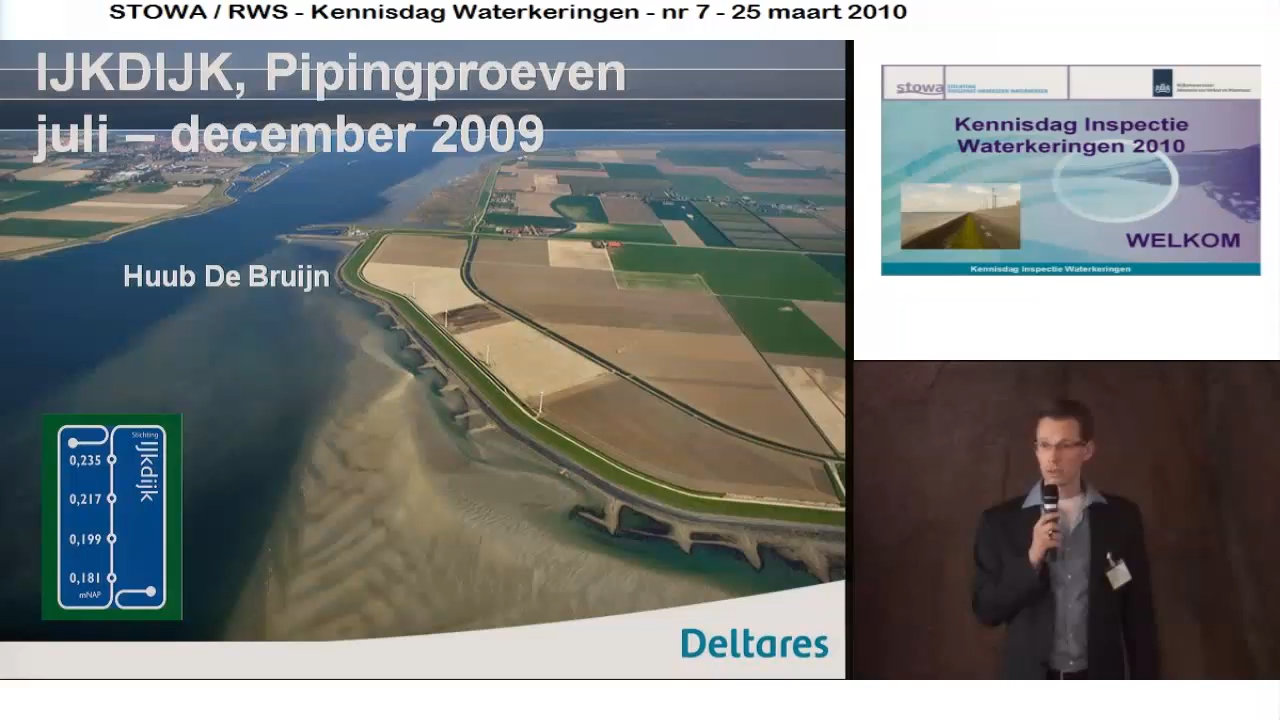 STOWA / RWS - Kennisdag Waterkeringen - nr 7 - 25 maart 2010
IJKDIJK, Pipingproeven
juli – december 2009
Huub De Bruijn
Stichting
IJkdijk
0,235
0,217
0,199
0,181
mNAP
Deltares
stowa
Kennisdag Inspectie
Waterkeringen 2010
WELKOM
Kennisdag Inspectie Waterkeringen